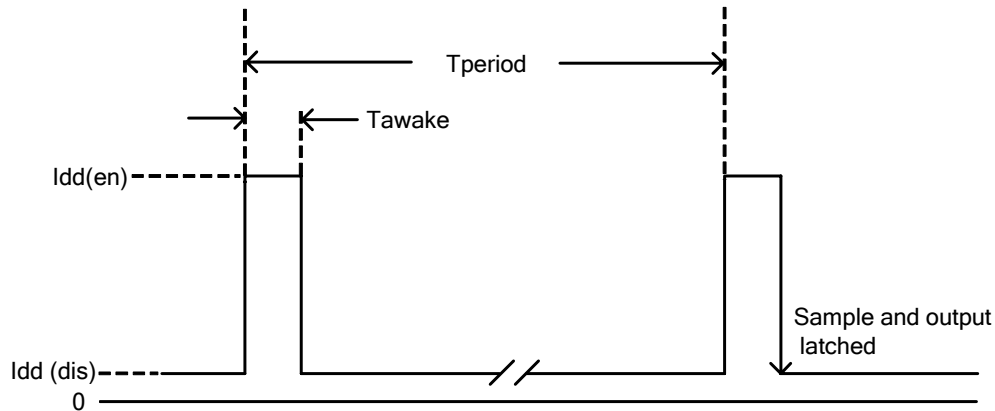 Tperiod
Tawake
Idd(en)
Sample and output
latched
Idd (dis)
0